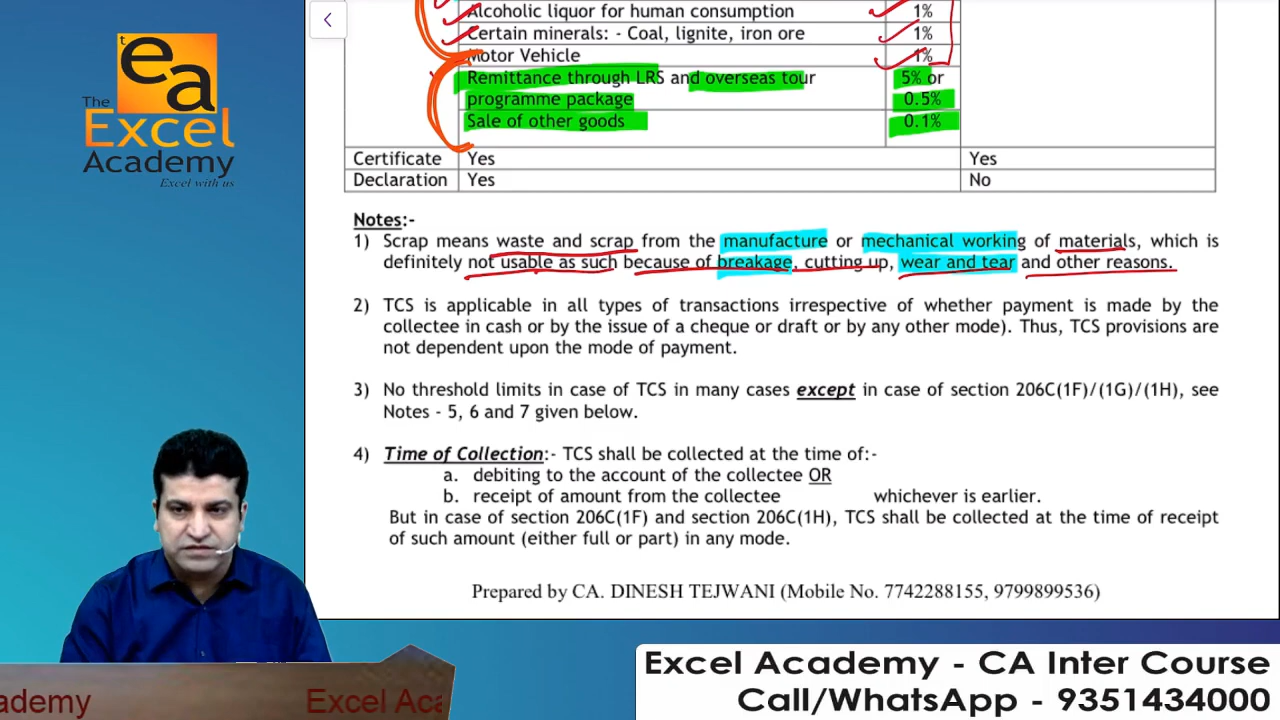 t
ea
The
Excel
Academy
Excel with us
Alcoholic liquor for human consumption 1%
Certain minerals: - Coal, lignite, iron ore 1%
Motor Vehicle 1%
Remittance through LRS and overseas tour 5% or
programme package 0.5%
Sale of other goods 0.1%
Certificate Yes Yes
Declaration Yes No
Notes:-
1) Scrap means waste and scrap from the manufacture or mechanical working of materials, which is
definitely not usable as such because of breakage, cutting up, wear and tear and other reasons.
2) TCS is applicable in all types of transactions irrespective of whether payment is made by the
collectee in cash or by the issue of a cheque or draft or by any other mode). Thus, TCS provisions are
not dependent upon the mode of payment.
3) No threshold limits in case of TCS in many cases except in case of section 206C(1F)/(1G)/(1H), see
Notes - 5, 6 and 7 given below.
4) Time of Collection:- TCS shall be collected at the time of:-
a. debiting to the account of the collectee OR
b. receipt of amount from the collectee whichever is earlier.
But in case of section 206C(1F) and section 206C(1H), TCS shall be collected at the time of receipt
of such amount (either full or part) in any mode.
Prepared by CA. DINESH TEJWANI (Mobile No. 7742288155, 9799899536)
ademy Excel Aca
Excel Academy - CA Inter Course
Call/WhatsApp - 9351434000